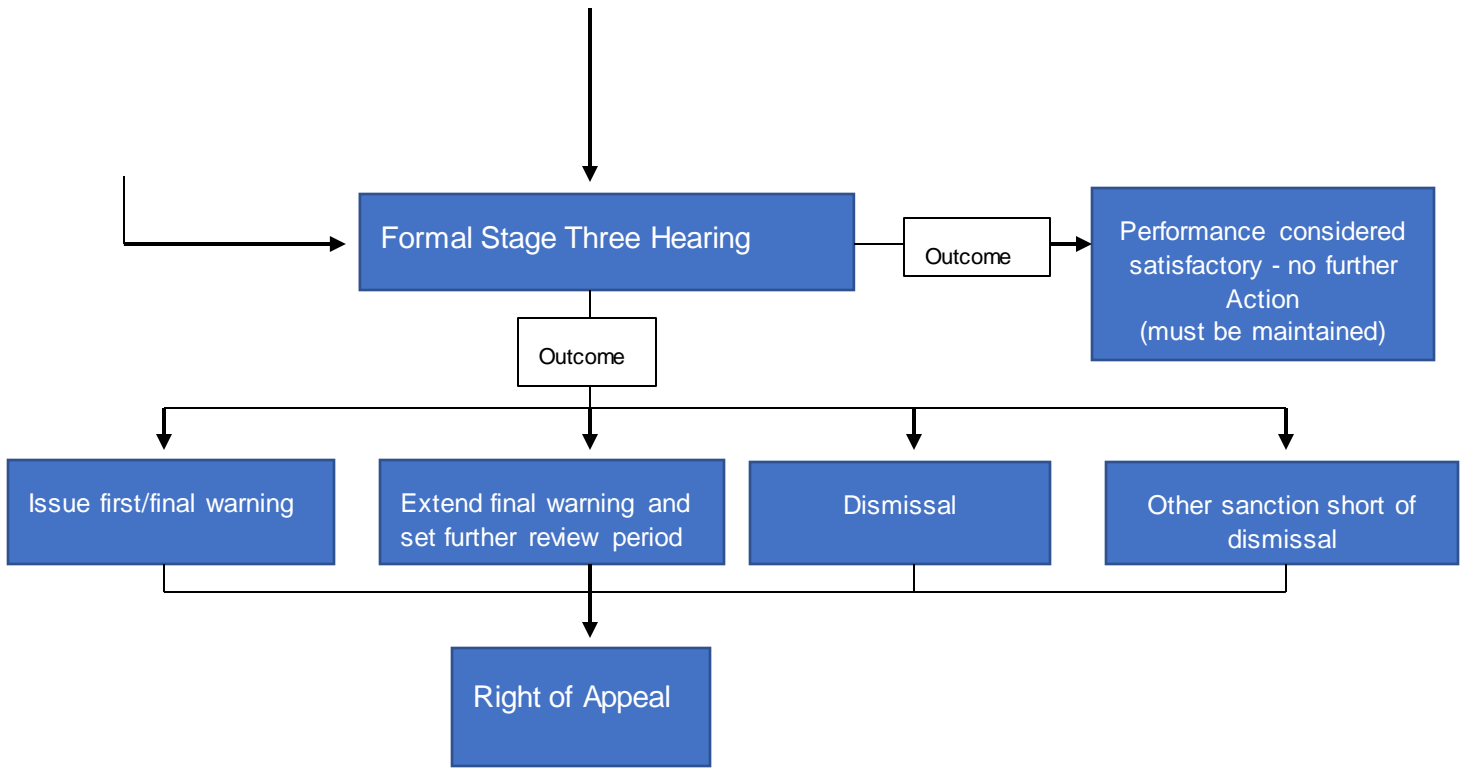 Formal Stage Three Hearing
Outcome
Performance considered
satisfactory - no further
Action
(must be maintained)
Outcome
Issue first/final warning
Extend final warning and
set further review period
Dismissal
Other sanction short of
dismissal
Right of Appeal